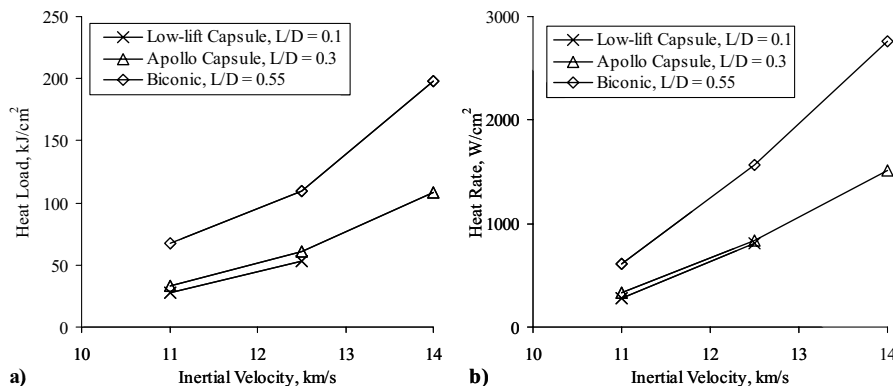 250
200
150
100
50
0
Heat Load, kJ/cm²
Low-lift Capsule, L/D = 0.1
Apollo Capsule, L/D = 0.3
Biconic, L/D = 0.55
10 11 12 13 14
Inertial Velocity, km/s
a)
3000
2000
1000
0
Heat Rate, W/cm²
Low-lift Capsule, L/D = 0.1
Apollo Capsule, L/D = 0.3
Biconic, L/D = 0.55
10 11 12 13 14
Inertial Velocity, km/s
b)